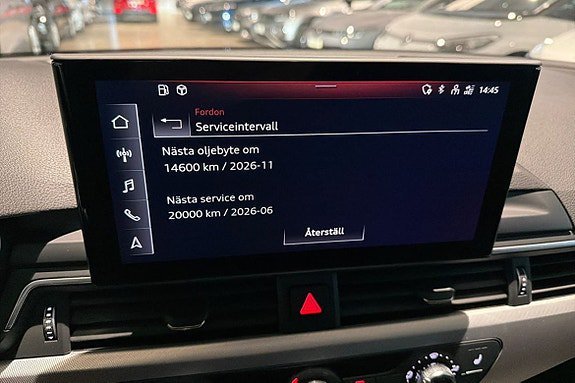 14:45
Fordon
Serviceintervall
Nästa oljebyte om
14600 km / 2026-11
Nästa service om
20000 km / 2026-06
Återställ